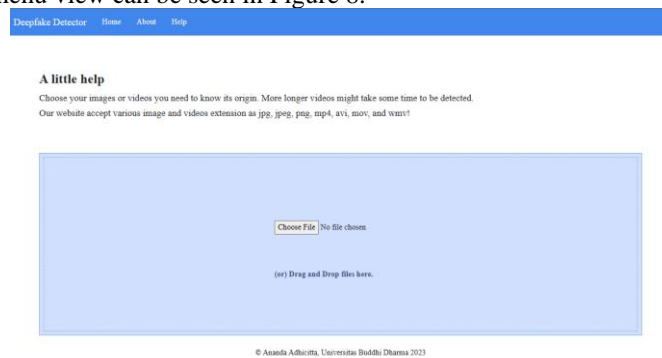 menu view can be seen in Figure 8.
Deepfake Detector Home About Help
A little help
Choose your images or videos you need to know its origin. More longer videos might take some time to be detected.
Our website accept various image and videos extension as jpg, jpeg, png, mp4, avi, mov, and wmv!
Choose File No file chosen
(or) Drag and Drop files here.
© Ananda Adhicitta, Universitas Buddhi Dharma 2023